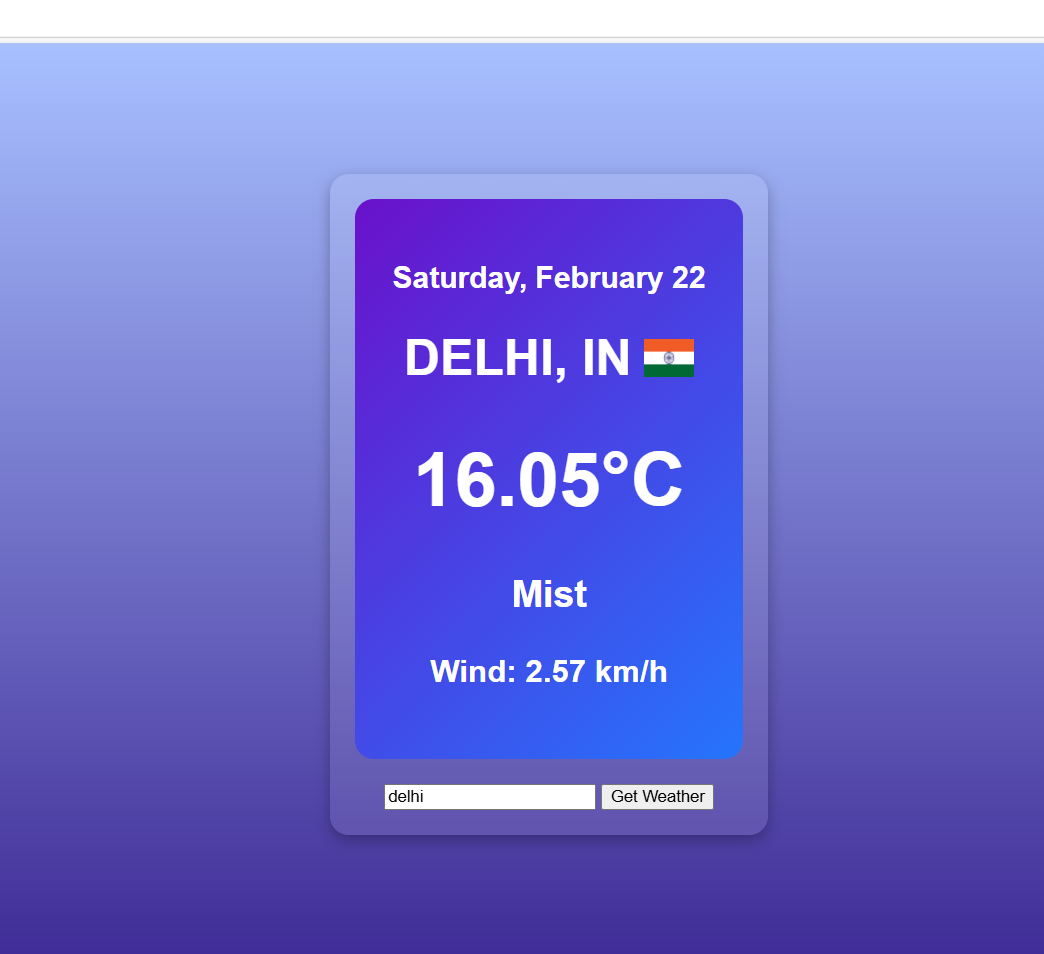 Saturday, February 22
DELHI, IN
16.05°C
Mist
Wind: 2.57 km/h
delhi Get Weather